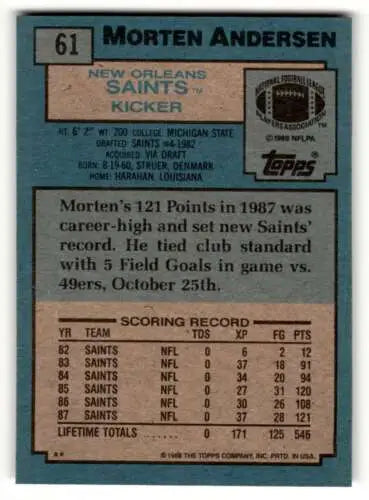 61 MORTEN ANDERSEN
NEW ORLEANS
SAINTS TM
KICKER
NATIONAL FOOTBALL LEAGUE
PLAYERS ASSOCIATION
© 1988 NFLPA
TOPPS
HT. 6' 2" WT. 200 COLLEGE: MICHIGAN STATE
DRAFTED: SAINTS #4-1982
ACQUIRED: VIA DRAFT
BORN: 8-19-60, STRUER, DENMARK
HOME: HARAHAN, LOUISIANA
Morten's 121 Points in 1987 was
career-high and set new Saints'
record. He tied club standard
with 5 Field Goals in game vs.
49ers, October 25th.
SCORING RECORD
YR TEAM TDS XP FG PTS
82 SAINTS NFL 0 6 2 12
83 SAINTS NFL 0 37 18 91
84 SAINTS NFL 0 34 20 94
85 SAINTS NFL 0 27 31 120
86 SAINTS NFL 0 30 26 108
87 SAINTS NFL 0 37 28 121
LIFETIME TOTALS 0 171 125 546
** © 1988 THE TOPPS COMPANY, INC. PRTD. IN U.S.A.